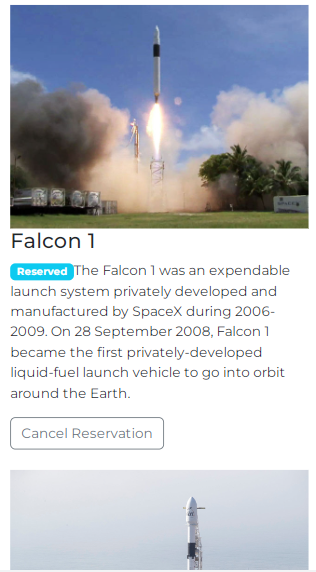 Falcon 1
Reserved The Falcon 1 was an expendable
launch system privately developed and
manufactured by SpaceX during 2006-
2009. On 28 September 2008, Falcon 1
became the first privately-developed
liquid-fuel launch vehicle to go into orbit
around the Earth.
Cancel Reservation